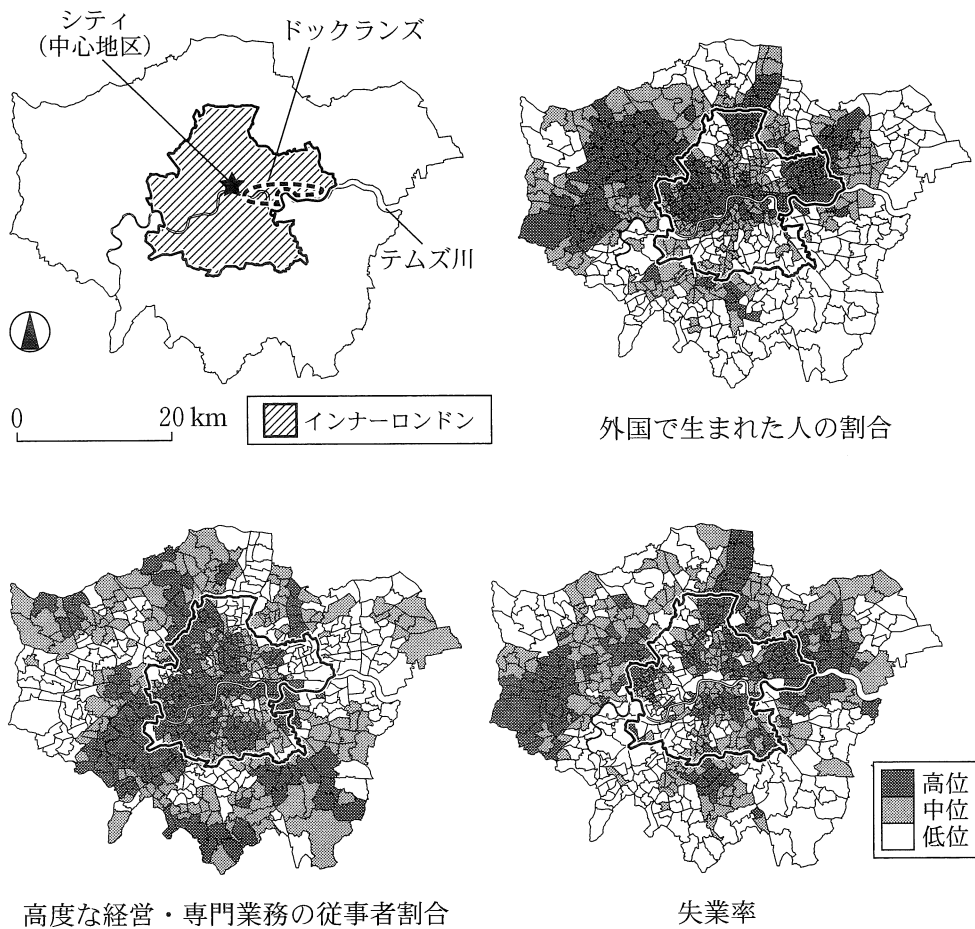 シティ
(中心地区)
ドックランズ
テムズ川
0 20 km
インナーロンドン
外国で生まれた人の割合
高度な経営・専門業務の従事者割合
失業率
高位
中位
低位